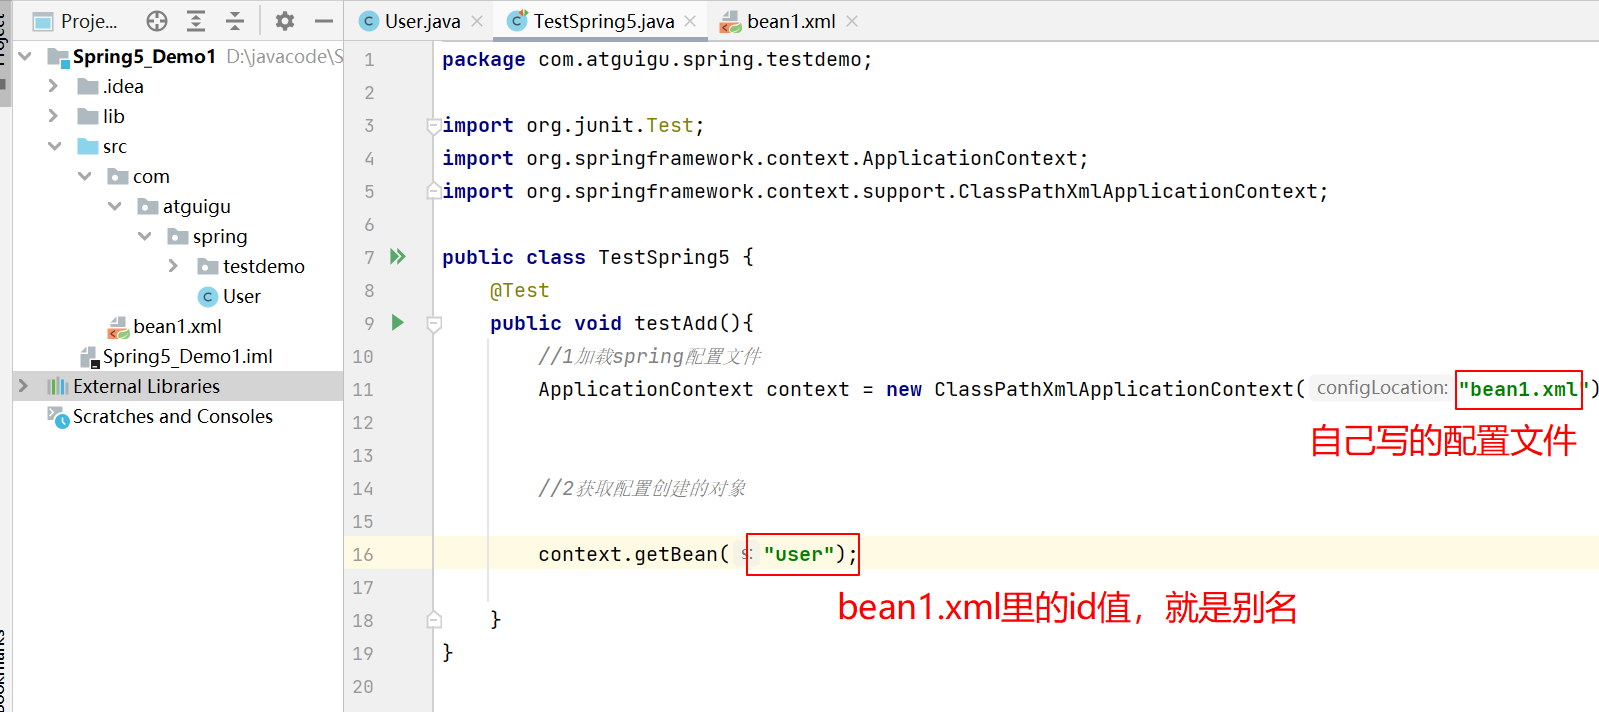 Proje...
User.java
TestSpring5.java
bean1.xml
Spring5_Demo1 D:\javacode\S
.idea
lib
src
com
atguigu
spring
testdemo
User
bean1.xml
Spring5_Demo1.iml
External Libraries
Scratches and Consoles
1 package com.atguigu.spring.testdemo;
2
3 import org.junit.Test;
4 import org.springframework.context.ApplicationContext;
5 import org.springframework.context.support.ClassPathXmlApplicationContext;
6
7 public class TestSpring5 {
8 @Test
9 public void testAdd(){
10 //1加载spring配置文件
11 ApplicationContext context = new ClassPathXmlApplicationContext( configLocation: "bean1.xml")
自己写的配置文件
12
13
14 //2获取配置创建的对象
15
16 context.getBean( s: "user");
17
bean1.xml里的id值，就是别名
18 }
19 }
20